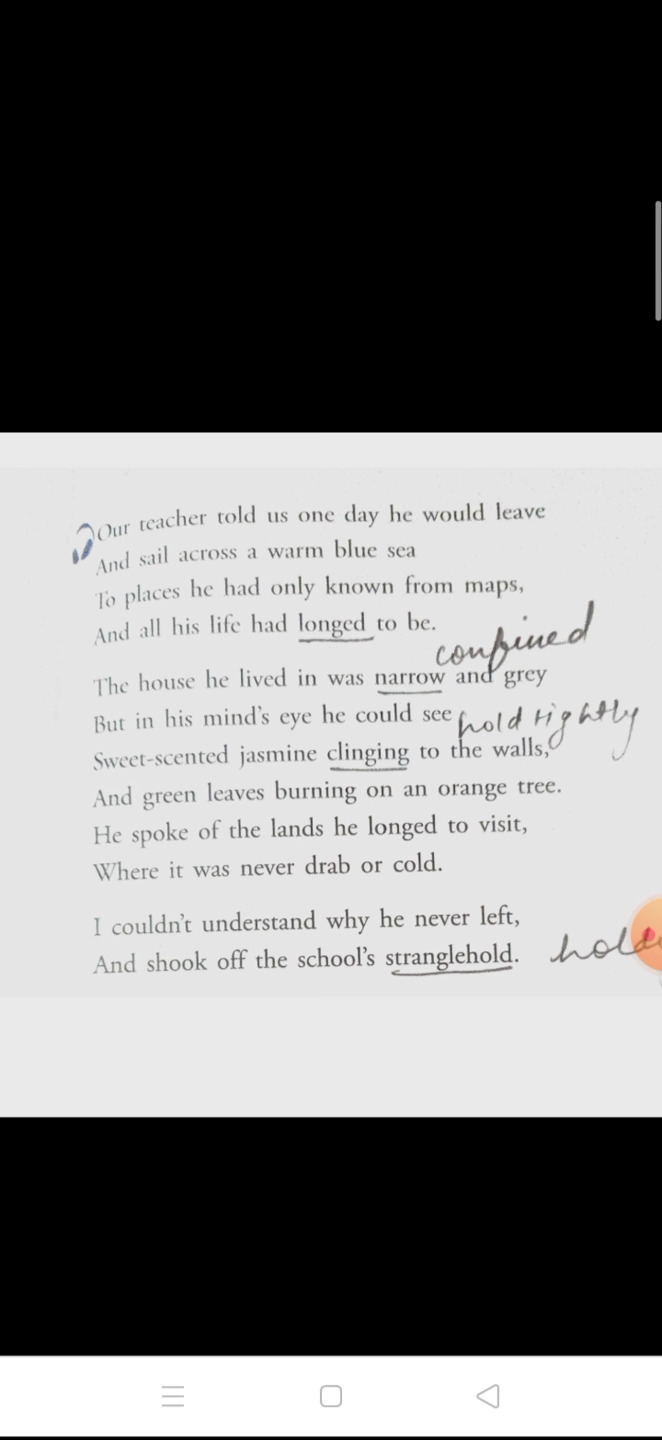 Our teacher told us one day he would leave
And sail across a warm blue sea
To places he had only known from maps,
And all his life had longed to be.
confined
The house he lived in was narrow and grey
But in his mind's eye he could see
hold tightly
Sweet-scented jasmine clinging to the walls,
And green leaves burning on an orange tree.
He spoke of the lands he longed to visit,
Where it was never drab or cold.
I couldn't understand why he never left,
And shook off the school's stranglehold.